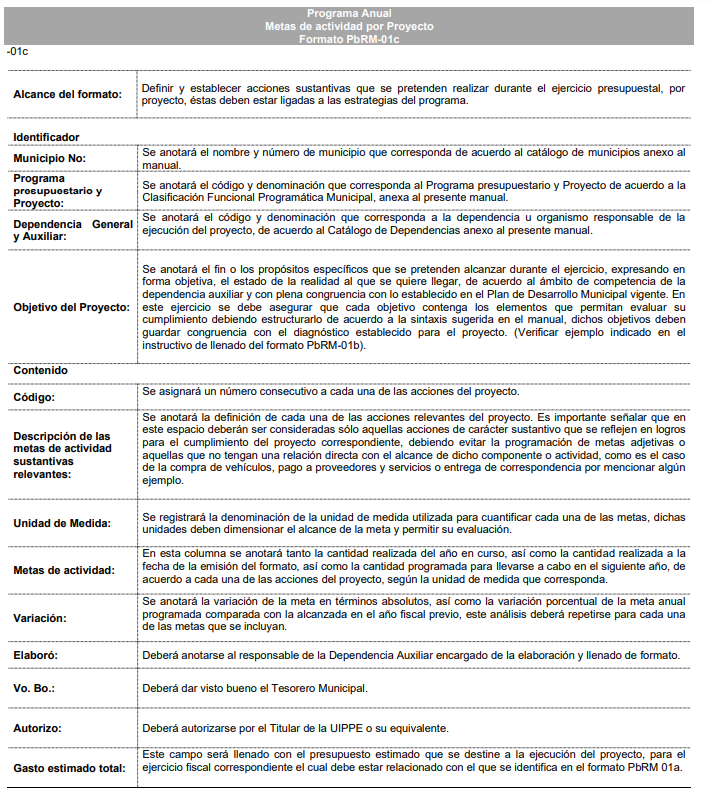 Programa Anual
Metas de actividad por Proyecto
Formato PbRM-01c
-01c
Alcance del formato:
Definir y establecer acciones sustantivas que se pretenden realizar durante el ejercicio presupuestal, por
proyecto, éstas deben estar ligadas a las estrategias del programa.
Identificador
Municipio No:
Se anotará el nombre y número de municipio que corresponda de acuerdo al catálogo de municipios anexo al
manual.
Programa
presupuestario y
Proyecto:
Se anotará el código y denominación que corresponda al Programa presupuestario y Proyecto de acuerdo a la
Clasificación Funcional Programática Municipal, anexa al presente manual.
Dependencia General
y Auxiliar:
Se anotará el código y denominación que corresponda a la dependencia u organismo responsable de la
ejecución del proyecto, de acuerdo al Catálogo de Dependencias anexo al presente manual.
Objetivo del Proyecto:
Se anotará el fin o los propósitos específicos que se pretenden alcanzar durante el ejercicio, expresando en
forma objetiva, el estado de la realidad al que se quiere llegar, de acuerdo al ámbito de competencia de la
dependencia auxiliar y con plena congruencia con lo establecido en el Plan de Desarrollo Municipal vigente. En
este ejercicio se debe asegurar que cada objetivo contenga los elementos que permitan evaluar su
cumplimiento debiendo estructurarlo de acuerdo a la sintaxis sugerida en el manual, dichos objetivos deben
guardar congruencia con el diagnóstico establecido para el proyecto. (Verificar ejemplo indicado en el
instructivo de llenado del formato PbRM-01b).
Contenido
Código:
Se asignará un número consecutivo a cada una de las acciones del proyecto.
Descripción de las
metas de actividad
sustantivas
relevantes:
Se anotará la definición de cada una de las acciones relevantes del proyecto. Es importante señalar que en
este espacio deberán ser consideradas sólo aquellas acciones de carácter sustantivo que se reflejen en logros
para el cumplimiento del proyecto correspondiente, debiendo evitar la programación de metas adjetivas o
aquellas que no tengan una relación directa con el alcance de dicho componente o actividad, como es el caso
de la compra de vehículos, pago a proveedores y servicios o entrega de correspondencia por mencionar algún
ejemplo.
Unidad de Medida:
Se registrará la denominación de la unidad de medida utilizada para cuantificar cada una de las metas, dichas
unidades deben dimensionar el alcance de la meta y permitir su evaluación.
Metas de actividad:
En esta columna se anotará tanto la cantidad realizada del año en curso, así como la cantidad realizada a la
fecha de la emisión del formato, así como la cantidad programada para llevarse a cabo en el siguiente año, de
acuerdo a cada una de las acciones del proyecto, según la unidad de medida que corresponda.
Variación:
Se anotará la variación de la meta en términos absolutos, así como la variación porcentual de la meta anual
programada comparada con la alcanzada en el año fiscal previo, este análisis deberá repetirse para cada una
de las metas que se incluyan.
Elaboró:
Deberá anotarse al responsable de la Dependencia Auxiliar encargado de la elaboración y llenado de formato.
Vo. Bo.:
Deberá dar visto bueno el Tesorero Municipal.
Autorizo:
Deberá autorizarse por el Titular de la UIPPE o su equivalente.
Gasto estimado total:
Este campo será llenado con el presupuesto estimado que se destine a la ejecución del proyecto, para el
ejercicio fiscal correspondiente el cual debe estar relacionado con el que se identifica en el formato PbRM 01a.